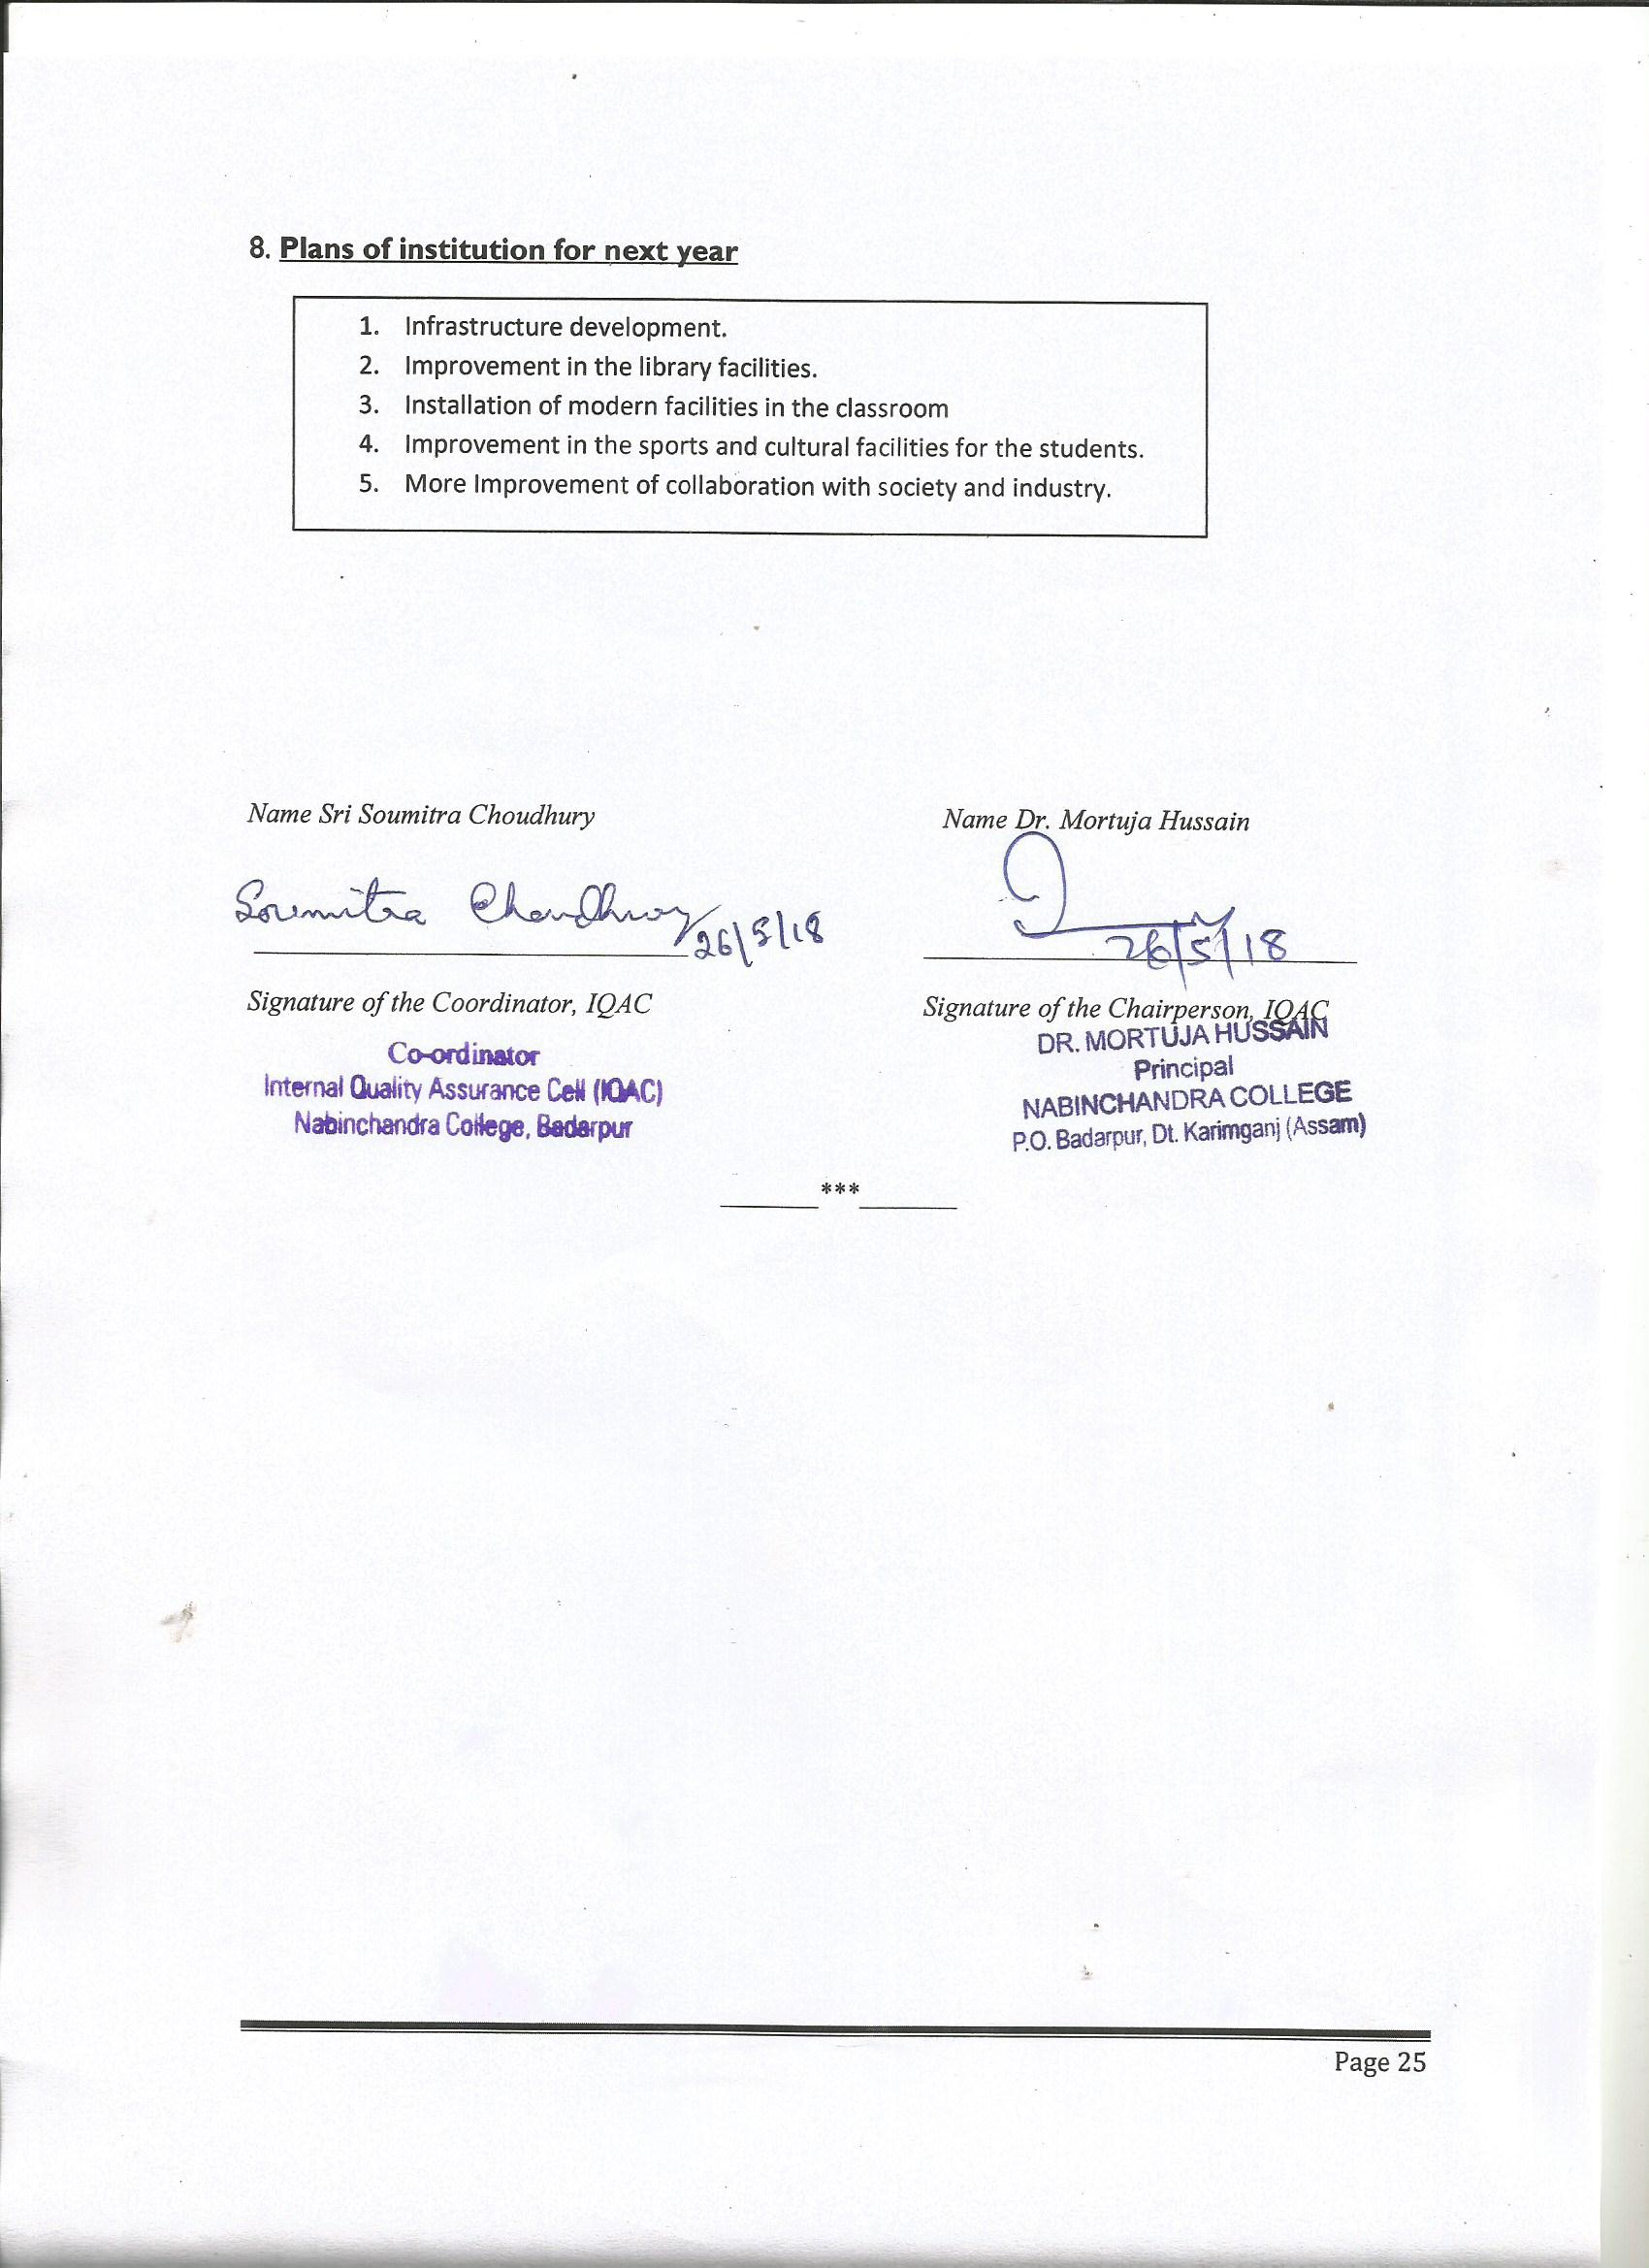 8. Plans of institution for next year
1. Infrastructure development.
2. Improvement in the library facilities.
3. Installation of modern facilities in the classroom
4. Improvement in the sports and cultural facilities for the students.
5. More Improvement of collaboration with society and industry.
Name Sri Soumitra Choudhury
Name Dr. Mortuja Hussain
Soumitra Choudhury 26/5/18
26/5/18
Signature of the Coordinator, IQAC
Signature of the Chairperson, IQAC
Co-ordinator
Internal Quality Assurance Cell (IQAC)
Nabinchandra College, Badarpur
DR. MORTUJA HUSSAIN
Principal
NABINCHANDRA COLLEGE
P.O. Badarpur, Dt. Karimganj (Assam)
______***______
Page 25